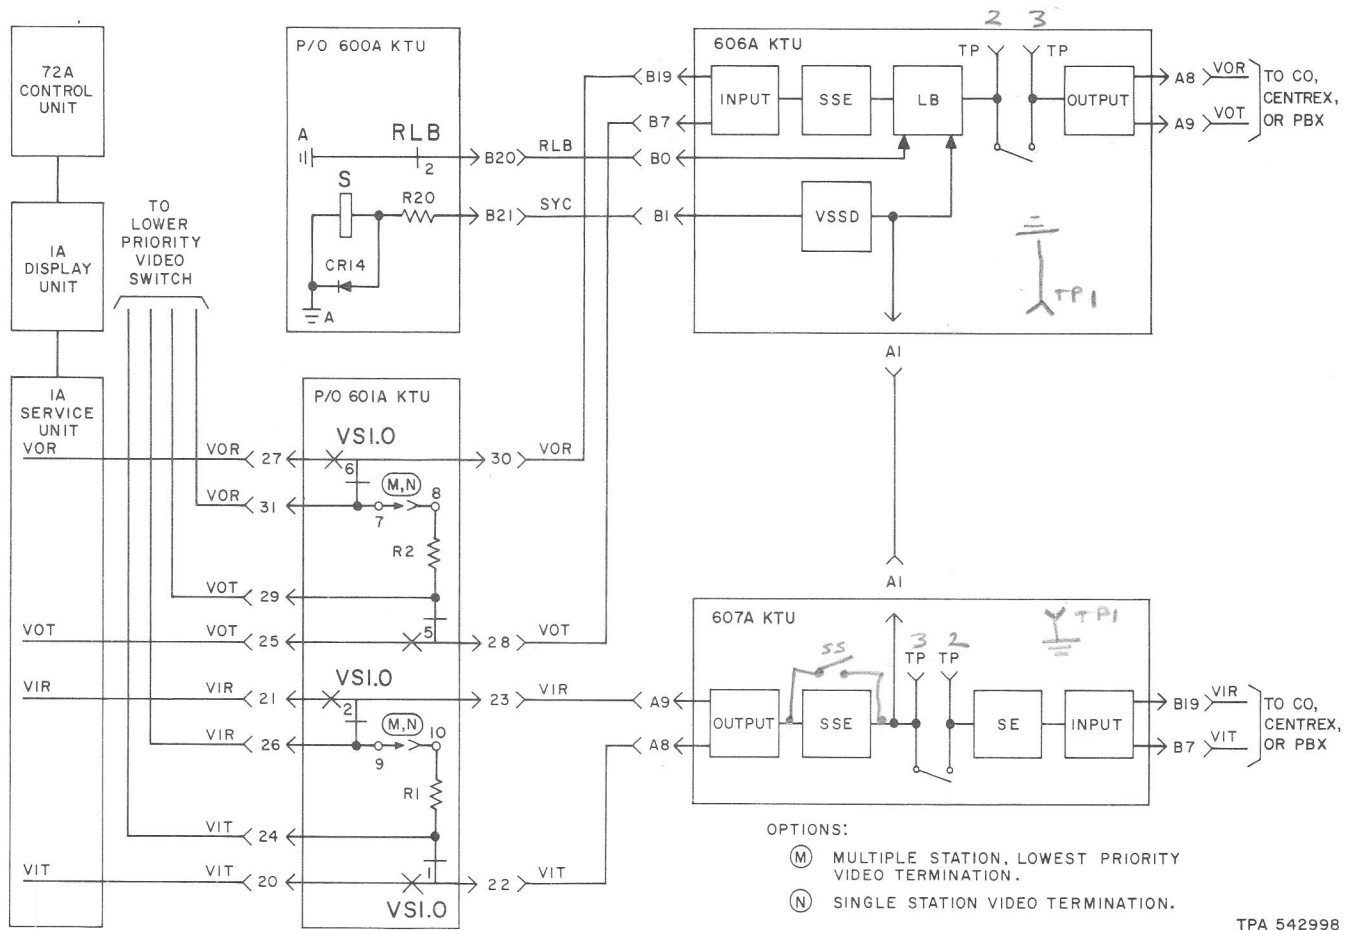 72A
CONTROL
UNIT
1A
DISPLAY
UNIT
1A
SERVICE
UNIT
TO
LOWER
PRIORITY
VIDEO
SWITCH
P/O 600A KTU
A
RLB
2
B20
RLB
B0
S
R20
B21
SYC
B1
CR14
A
606A KTU
2 3
TP TP
B19
B7
INPUT
SSE
LB
OUTPUT
VSSD
A8 VOR
A9 VOT
TO CO,
CENTREX,
OR PBX
TP1
A1
A1
P/O 601A KTU
VS1.0
VOR VOR 27 30 VOR
6
M,N
VOR 31 7 8
R2
VOT 29
5
VOT VOT 25 28 VOT
VS1.0
VIR VIR 21 23 VIR A9
2
M,N
VIR 26 9 10
R1
VIT 24
1
VIT VIT 20 22 VIT A8
VS1.0
607A KTU
TP1
SS
3 2
TP TP
OUTPUT
SSE
SE
INPUT
B19 VIR
B7 VIT
TO CO,
CENTREX,
OR PBX
OPTIONS:
M MULTIPLE STATION, LOWEST PRIORITY
VIDEO TERMINATION.
N SINGLE STATION VIDEO TERMINATION.
TPA 542998